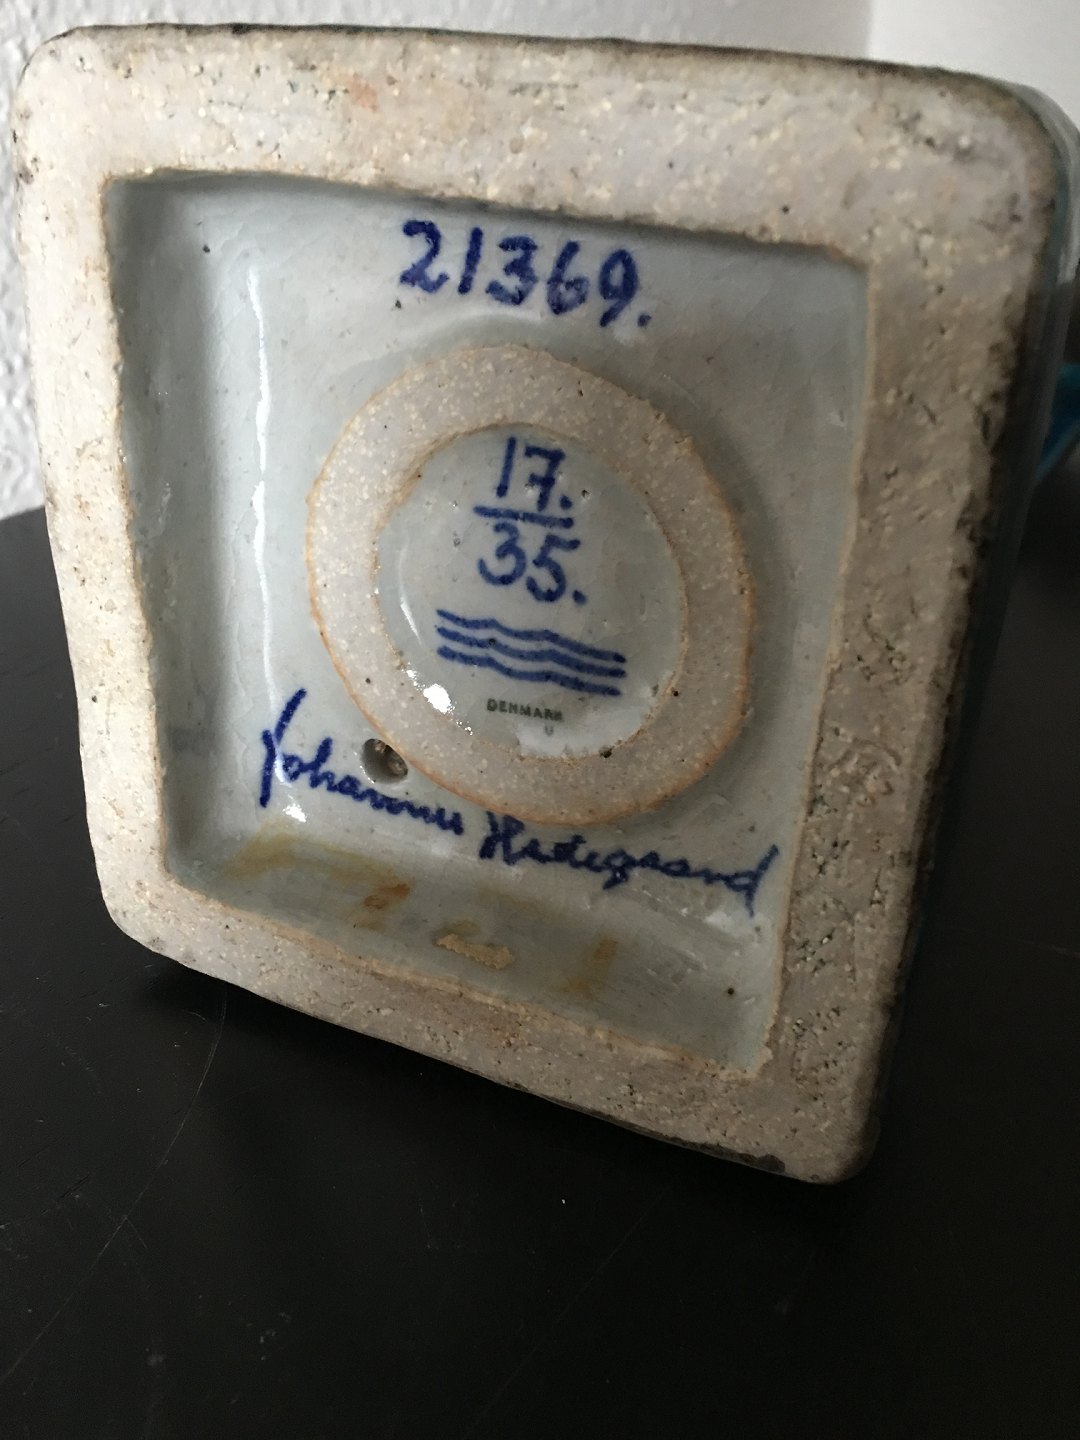 21369.
17.
35.
DENMARK
Johannes Hedegaard